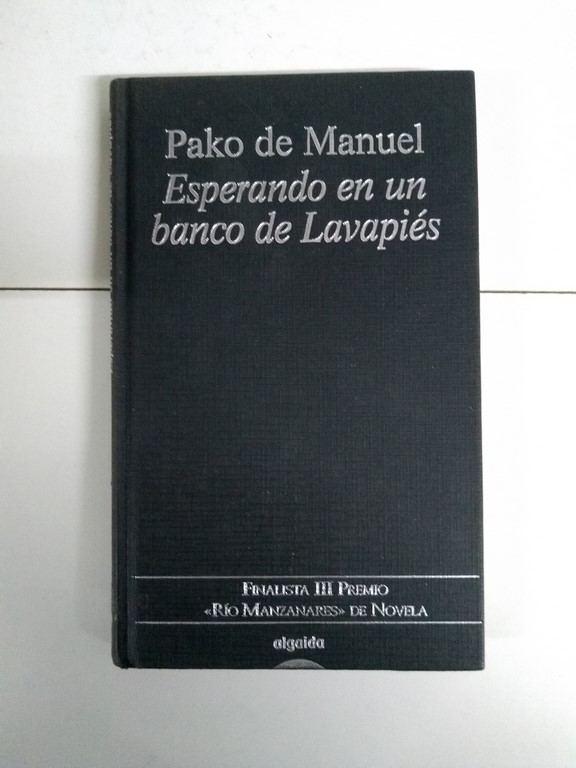 Pako de Manuel
Esperando en un
banco de Lavapiés
Finalista III Premio
«Río Manzanares» de Novela
algaida